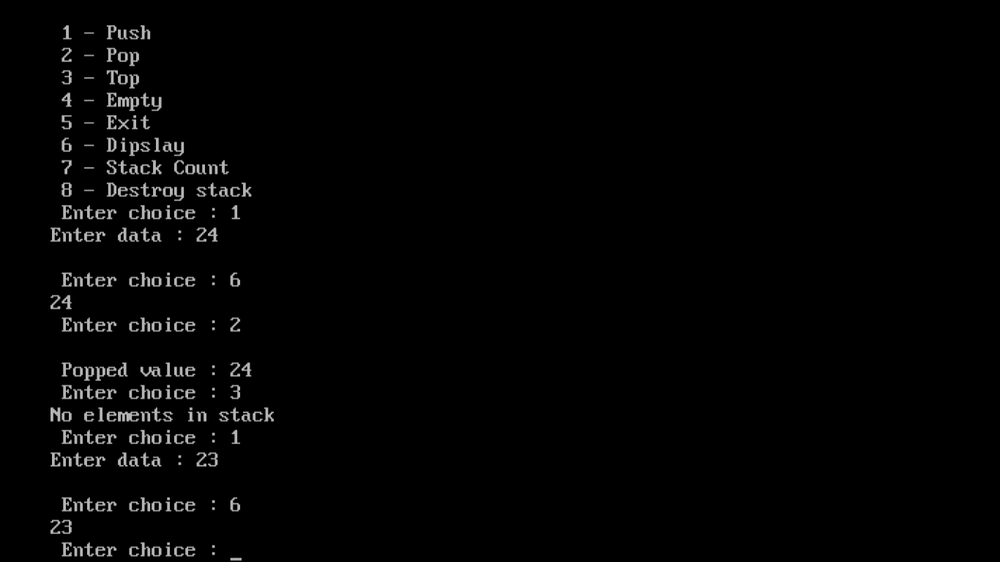 1 - Push
2 - Pop
3 - Top
4 - Empty
5 - Exit
6 - Dipslay
7 - Stack Count
8 - Destroy stack
Enter choice : 1
Enter data : 24
Enter choice : 6
24
Enter choice : 2
Popped value : 24
Enter choice : 3
No elements in stack
Enter choice : 1
Enter data : 23
Enter choice : 6
23
Enter choice : _